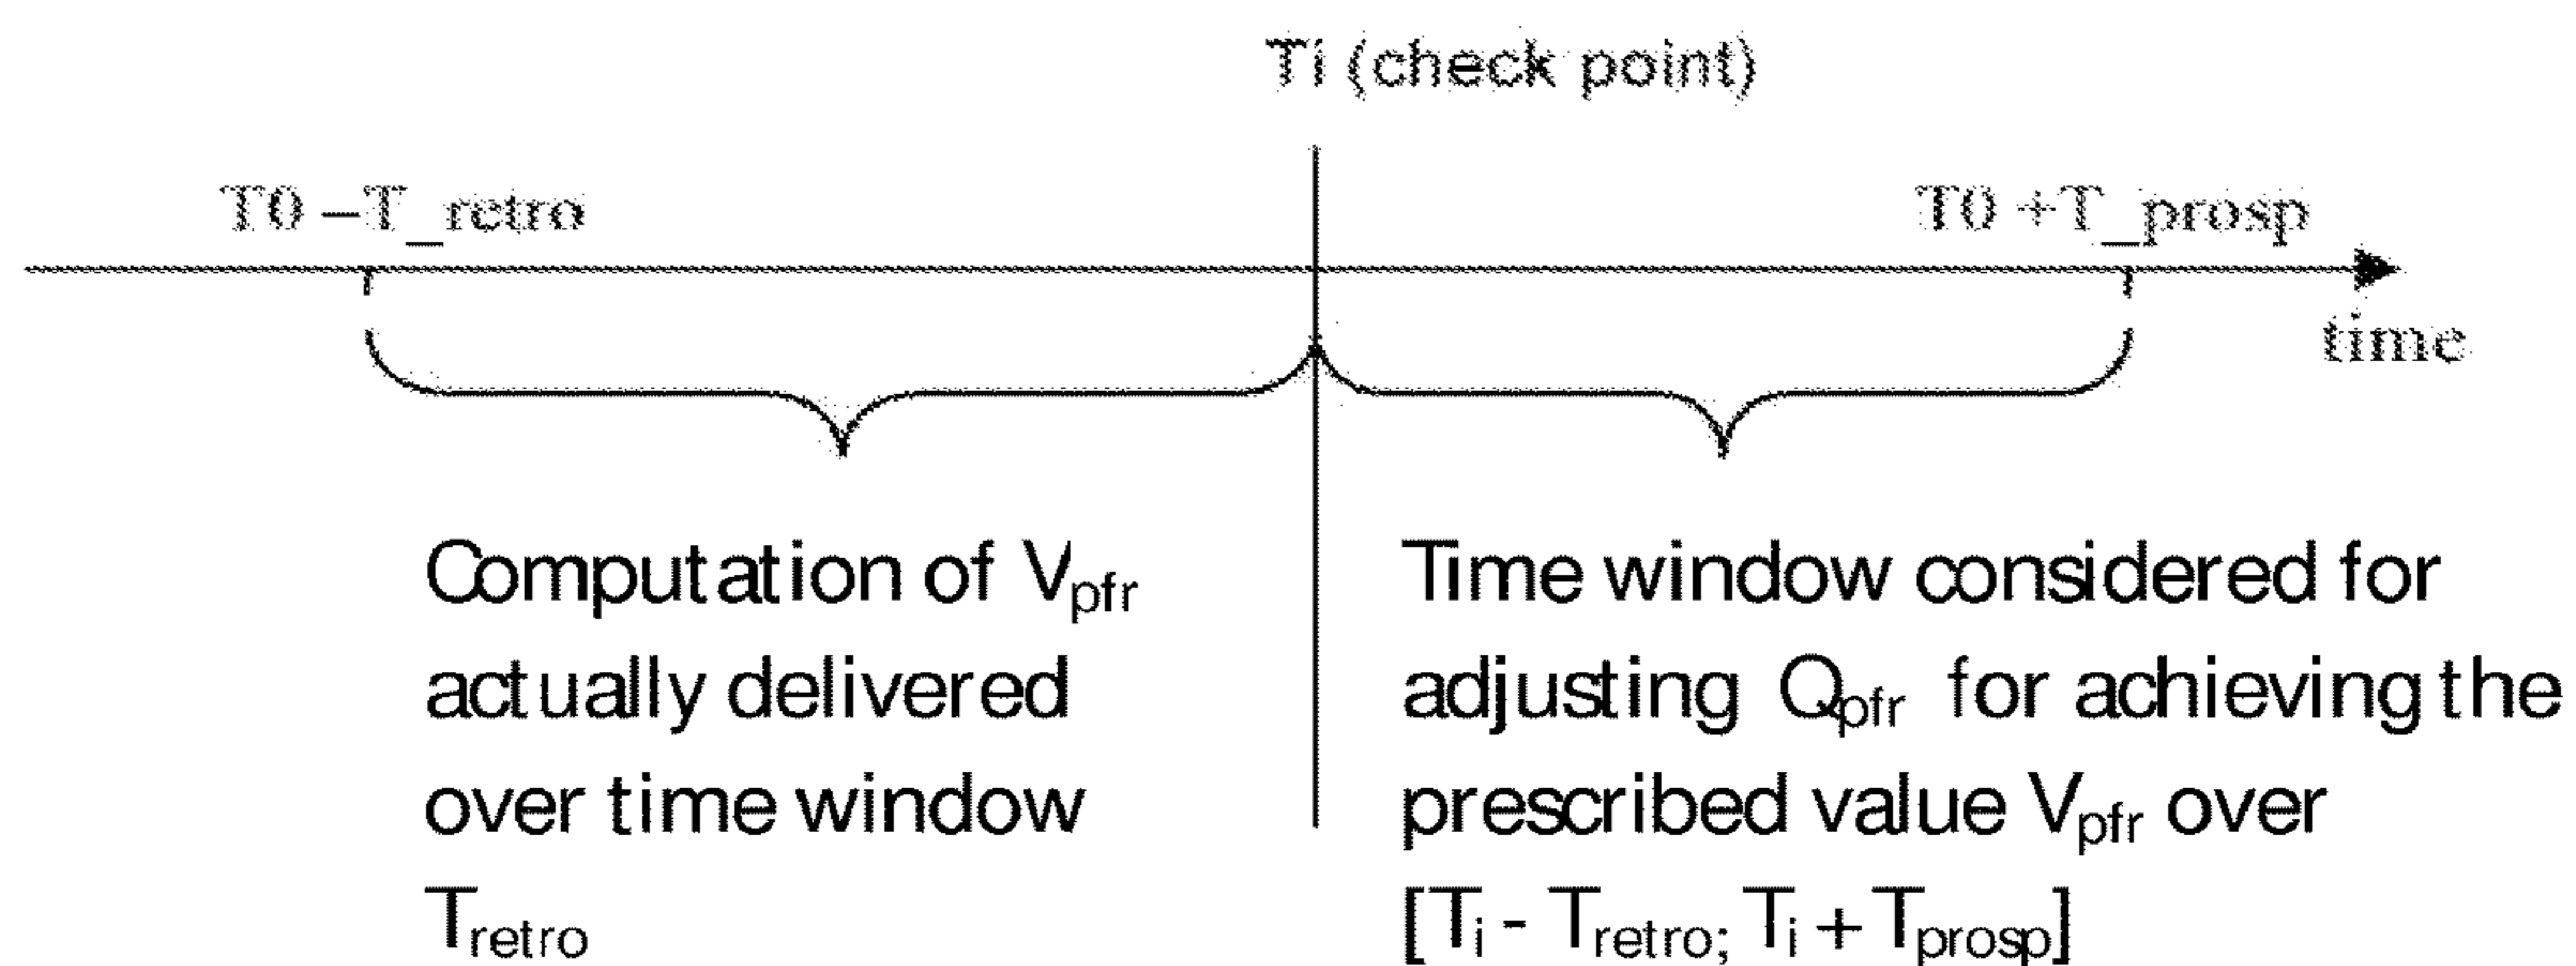 Ti (check point)
T0 –T_retro
T0 +T_prosp
time
Computation of Vpfr
actually delivered
over time window
Tretro
Time window considered for
adjusting Qpfr for achieving the
prescribed value Vpfr over
[Ti - Tretro; Ti + Tprosp]